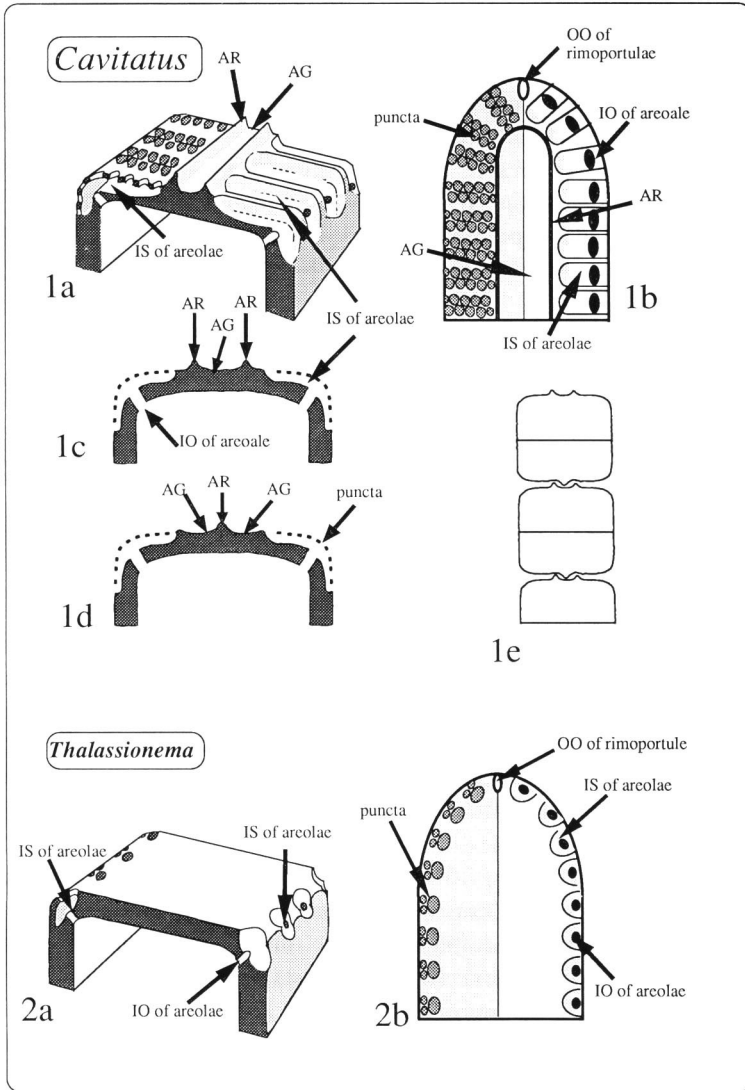 Cavitatus
AR
AG
IS of areolae
1a
OO of
rimoportulae
puncta
IO of areoale
AR
AG
1b
IS of areolae
IS of areolae
AR
AR
AG
IO of areoale
1c
AG
AR
AG
puncta
1d
1e
Thalassionema
IS of areolae
IS of areolae
IO of areolae
2a
OO of rimoportule
IS of areolae
puncta
IO of areolae
2b